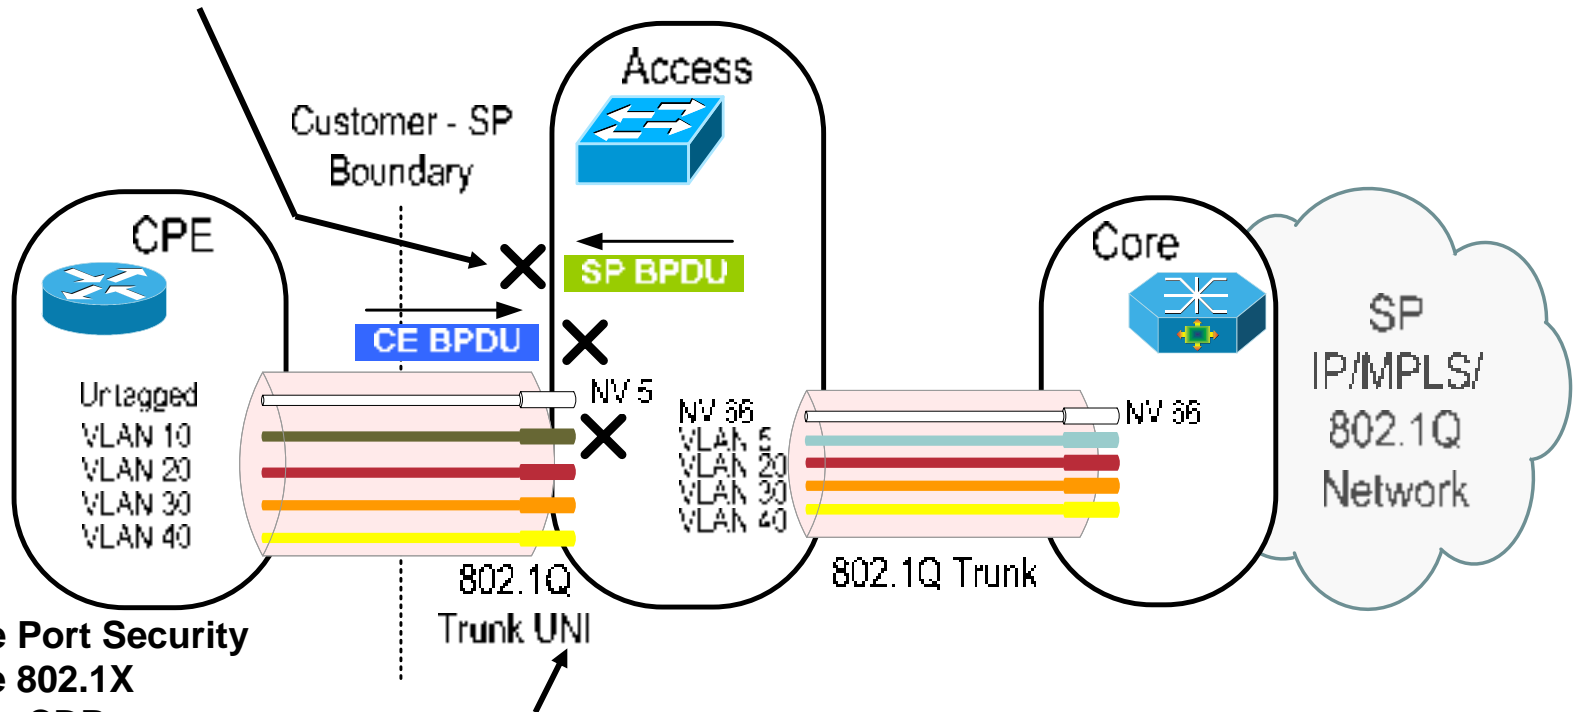 Access
Customer - SP
Boundary
CPE
SP BPDU
Core
CE BPDU
SP
IP/MPLS/
802.1Q
Network
Untagged
VLAN 10
VLAN 20
VLAN 30
VLAN 40
NV 5
NV 66
VLAN 5
VLAN 20
VLAN 30
VLAN 40
NV 66
802.1Q
Trunk UNI
802.1Q Trunk
Port Security
802.1X